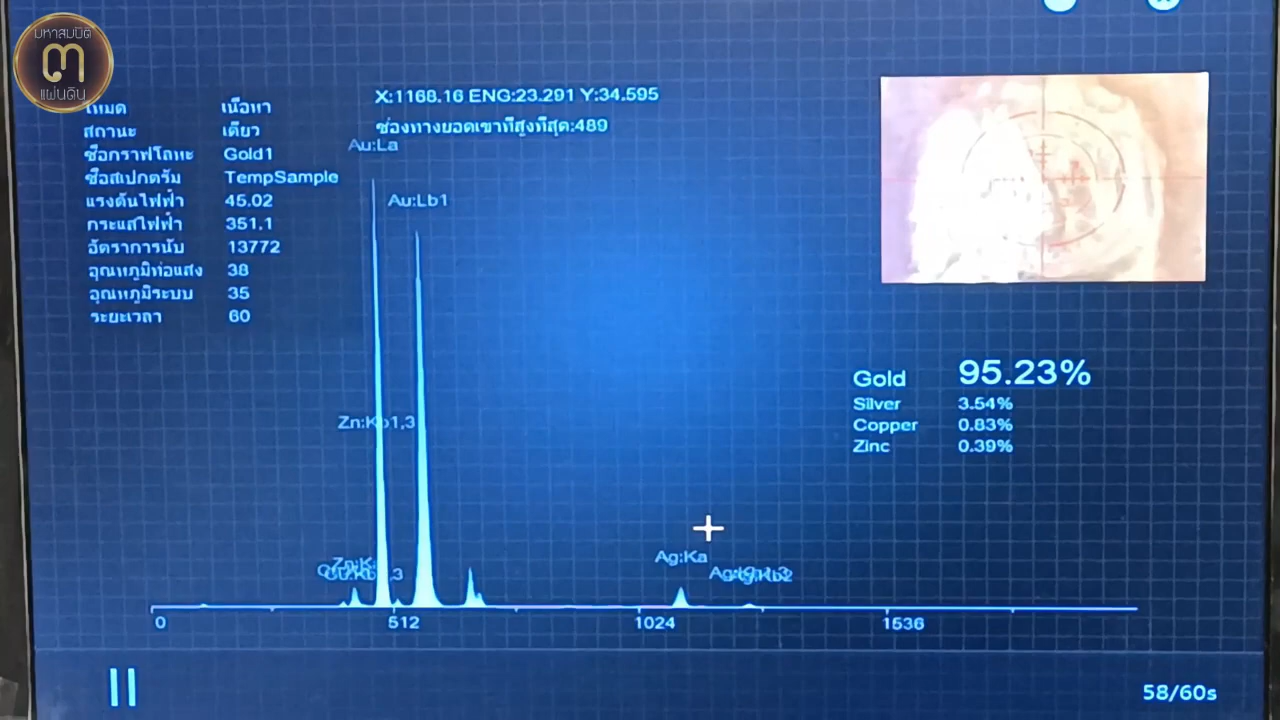 มหาสมบัติ
๓
แผ่นดิน
โหมด เนื้อหา
สถานะ เดียว
ชื่อกราฟโลหะ Gold1
ชื่อสเปกตรัม TempSample
แรงดันไฟฟ้า 45.02
กระแสไฟฟ้า 351.1
อัตราการนับ 13772
อุณหภูมิท่อแสง 38
อุณหภูมิระบบ 35
ระยะเวลา 60
X:1168.16 ENG:23.291 Y:34.595
ช่องทางยอดเขาที่สูงที่สุด:489
Au:La
Au:Lb1
Zn:Kb1,3
Ag:Ka
Gold 95.23%
Silver 3.54%
Copper 0.83%
Zinc 0.39%
0 512 1024 1536
58/60s